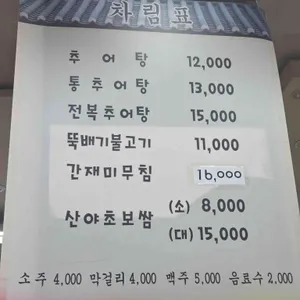 차림표
추어탕 12,000
통추어탕 13,000
전복추어탕 15,000
뚝배기불고기 11,000
간재미무침 16,000
산야초보쌈 (소) 8,000
(대) 15,000
소주 4,000 막걸리 4,000 맥주 5,000 음료수 2,000